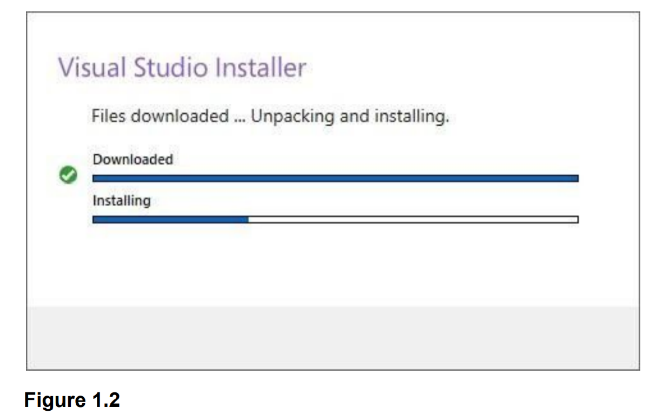 Visual Studio Installer
Files downloaded ... Unpacking and installing.
Downloaded
Installing
Figure 1.2